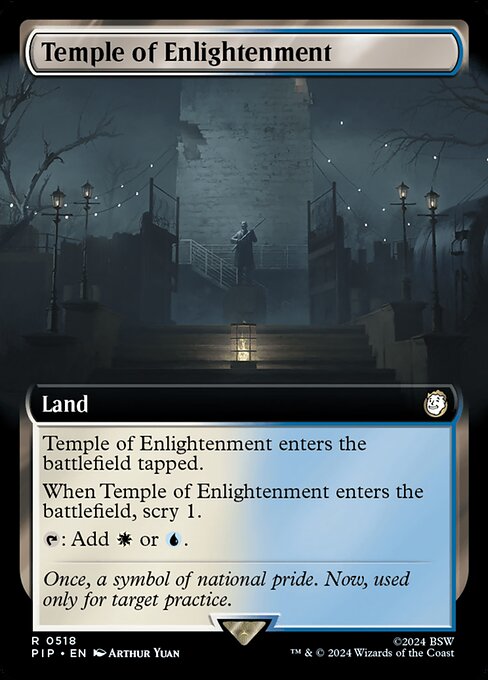 Temple of Enlightenment
Land
Temple of Enlightenment enters the
battlefield tapped.
When Temple of Enlightenment enters the
battlefield, scry 1.
: Add or .
Once, a symbol of national pride. Now, used
only for target practice.
R 0518
©2024 BSW
PIP • EN Arthur Yuan
™ & © 2024 Wizards of the Coast